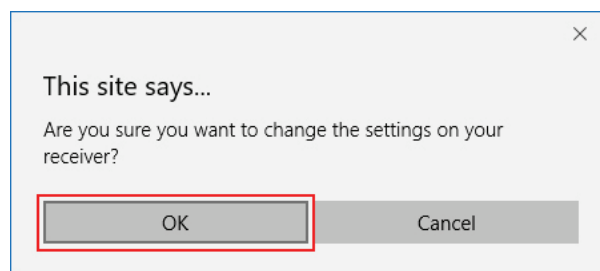 This site says...
Are you sure you want to change the settings on your
receiver?
OK
Cancel